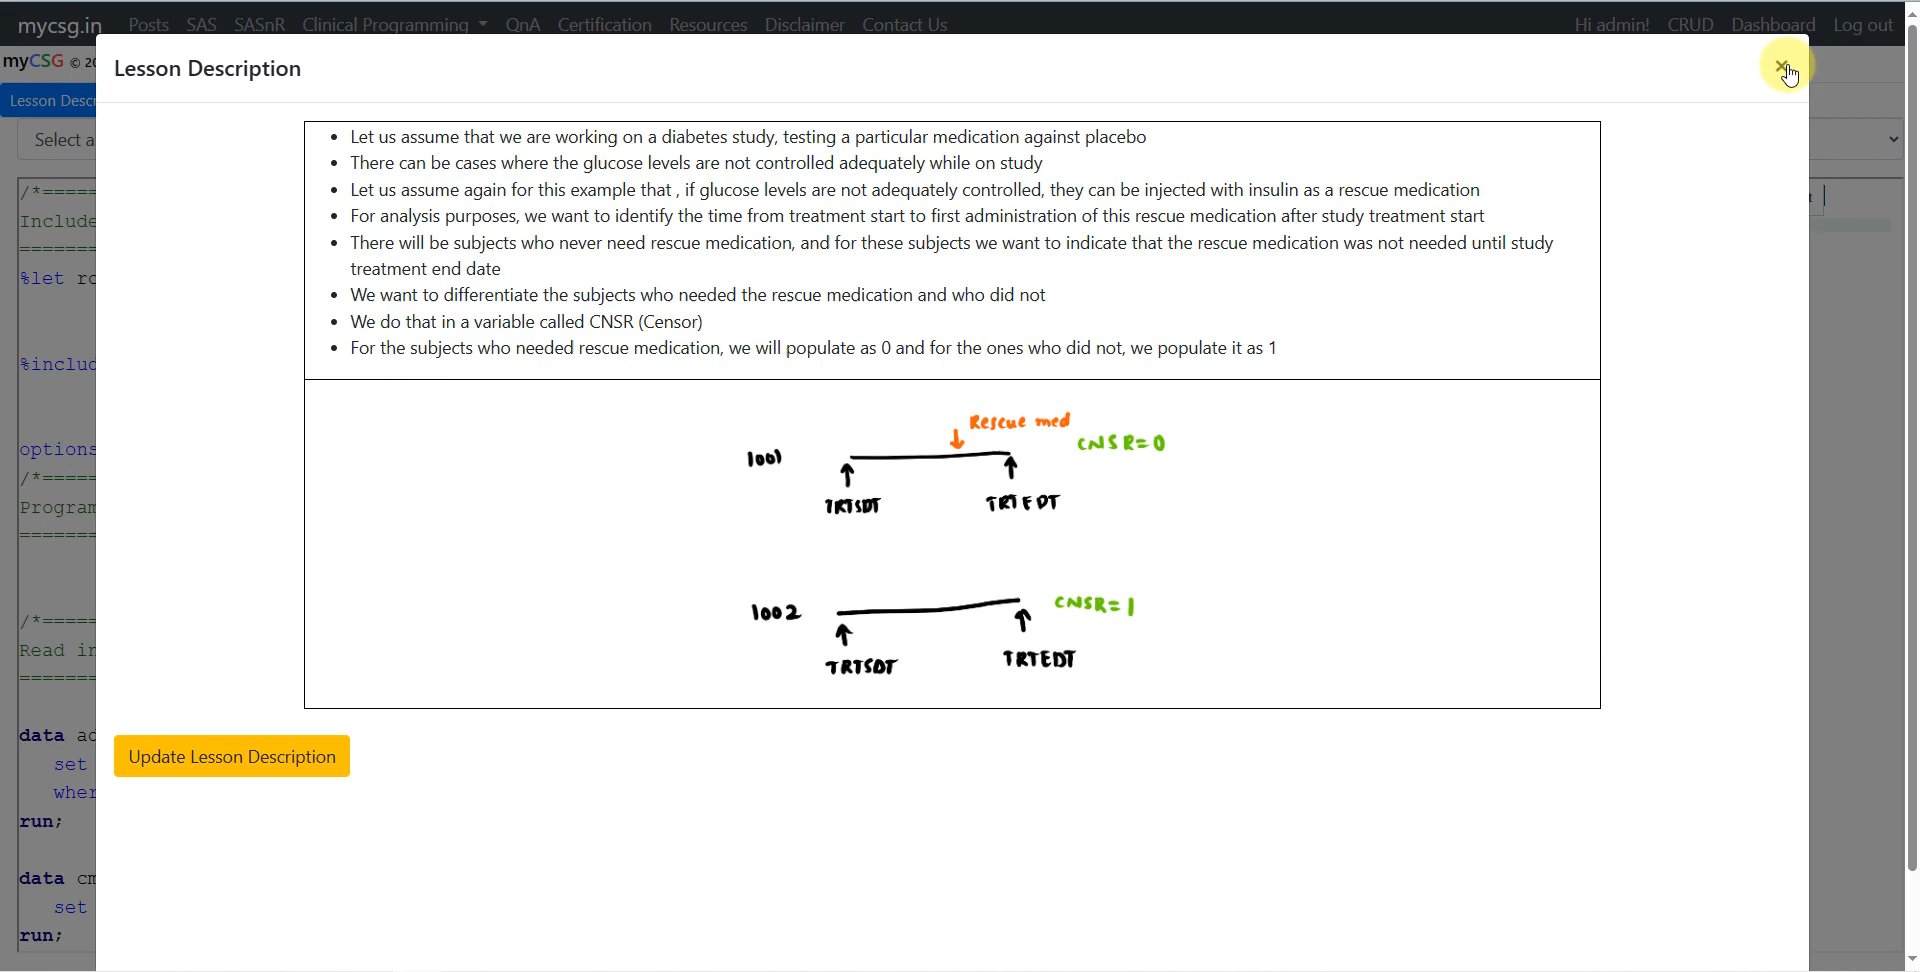 mycsg.in Posts SAS SASnR Clinical Programming QnA Certification Resources Disclaimer Contact Us Hi admin! CRUD Dashboard Log out
myCSG © 20
Lesson Description
Lesson Descr
Select a
• Let us assume that we are working on a diabetes study, testing a particular medication against placebo
• There can be cases where the glucose levels are not controlled adequately while on study
• Let us assume again for this example that , if glucose levels are not adequately controlled, they can be injected with insulin as a rescue medication
• For analysis purposes, we want to identify the time from treatment start to first administration of this rescue medication after study treatment start
• There will be subjects who never need rescue medication, and for these subjects we want to indicate that the rescue medication was not needed until study
treatment end date
• We want to differentiate the subjects who needed the rescue medication and who did not
• We do that in a variable called CNSR (Censor)
• For the subjects who needed rescue medication, we will populate as 0 and for the ones who did not, we populate it as 1
/*=====
Include
=======
%let ro
%includ
options
/*=====
Program
=======
/*=====
Read in
=======
data ad
set
wher
run;
data cm
set
run;
Rescue med
1001 CNSR=0
TRTSDT TRTEDT
1002 CNSR=1
TRTSDT TRTEDT
Update Lesson Description